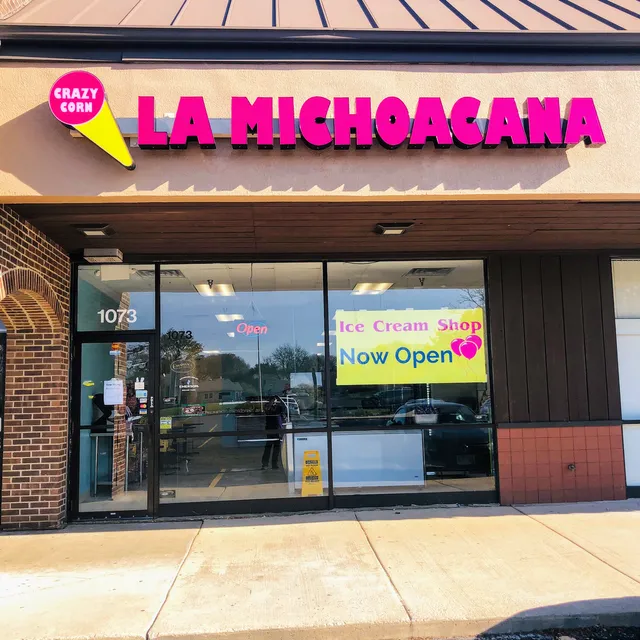 CRAZY
CORN
LA MICHOACANA
1073
1073
Open
Ice Cream Shop
Now Open